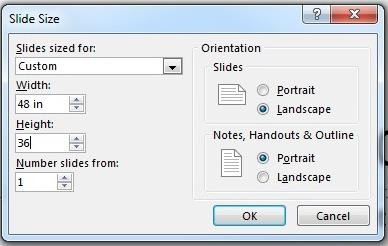 Slide Size
Slides sized for:
Custom
Width:
48 in
Height:
36
Number slides from:
1
Orientation
Slides
Portrait
Landscape
Notes, Handouts & Outline
Portrait
Landscape
OK
Cancel